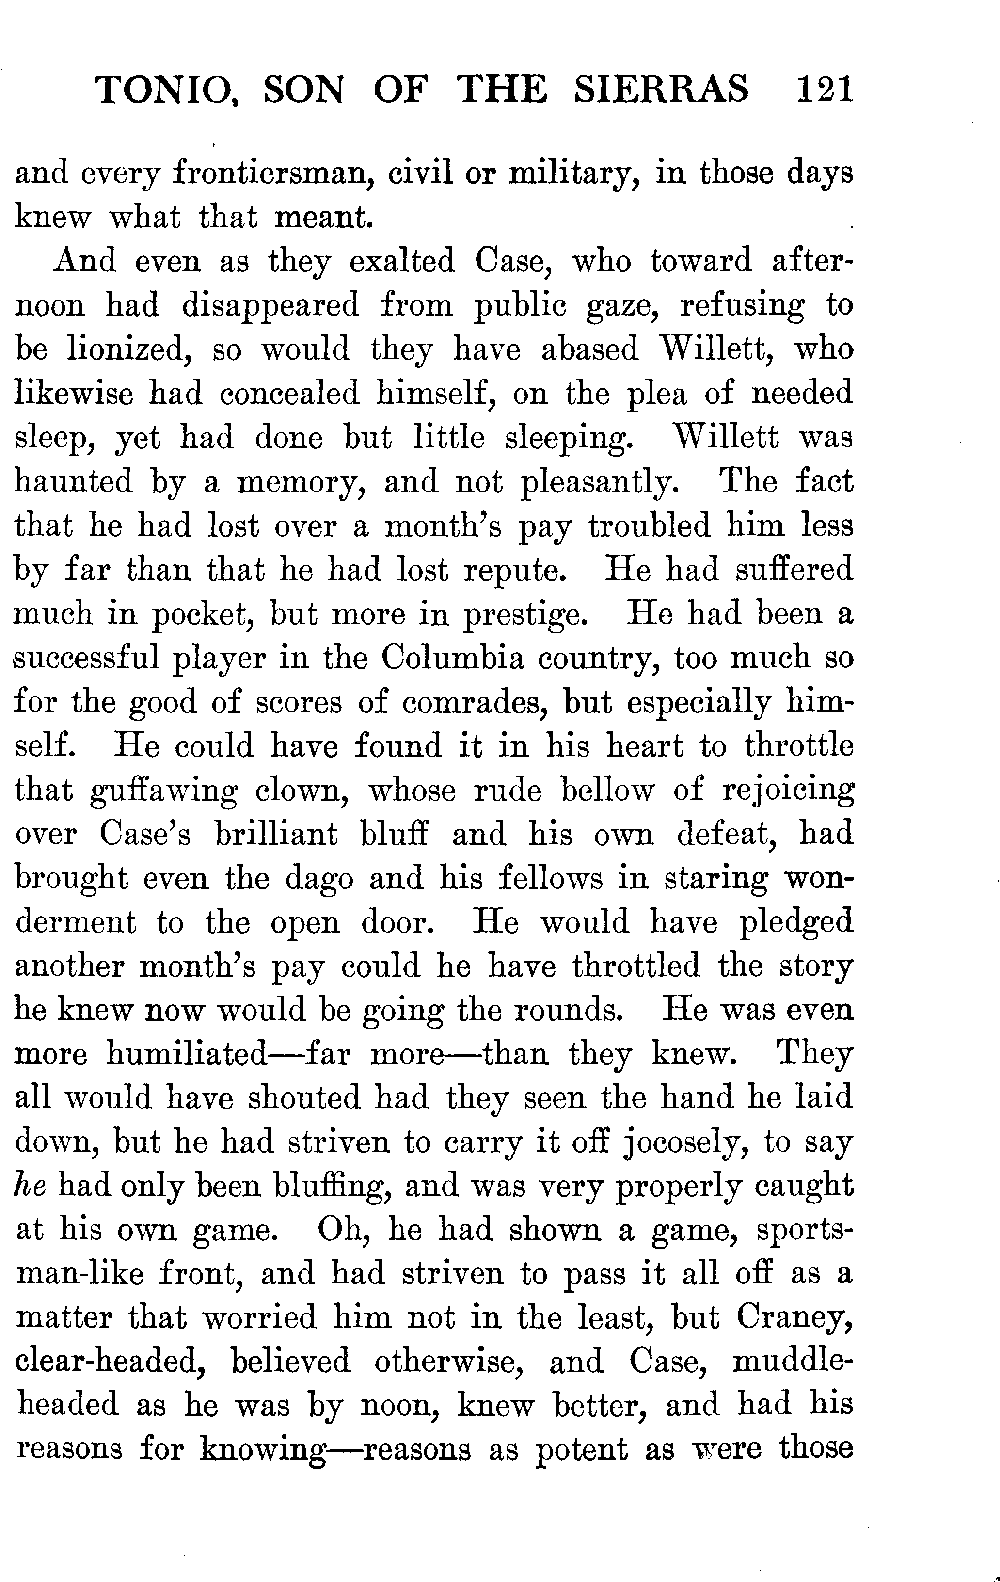 TONIO, SON OF THE SIERRAS 121
and every frontiersman, civil or military, in those days
knew what that meant.
And even as they exalted Case, who toward after-
noon had disappeared from public gaze, refusing to
be lionized, so would they have abased Willett, who
likewise had concealed himself, on the plea of needed
sleep, yet had done but little sleeping. Willett was
haunted by a memory, and not pleasantly. The fact
that he had lost over a month's pay troubled him less
by far than that he had lost repute. He had suffered
much in pocket, but more in prestige. He had been a
successful player in the Columbia country, too much so
for the good of scores of comrades, but especially him-
self. He could have found it in his heart to throttle
that guffawing clown, whose rude bellow of rejoicing
over Case's brilliant bluff and his own defeat, had
brought even the dago and his fellows in staring won-
derment to the open door. He would have pledged
another month's pay could he have throttled the story
he knew now would be going the rounds. He was even
more humiliated—far more—than they knew. They
all would have shouted had they seen the hand he laid
down, but he had striven to carry it off jocosely, to say
he had only been bluffing, and was very properly caught
at his own game. Oh, he had shown a game, sports-
man-like front, and had striven to pass it all off as a
matter that worried him not in the least, but Craney,
clear-headed, believed otherwise, and Case, muddle-
headed as he was by noon, knew better, and had his
reasons for knowing—reasons as potent as were those